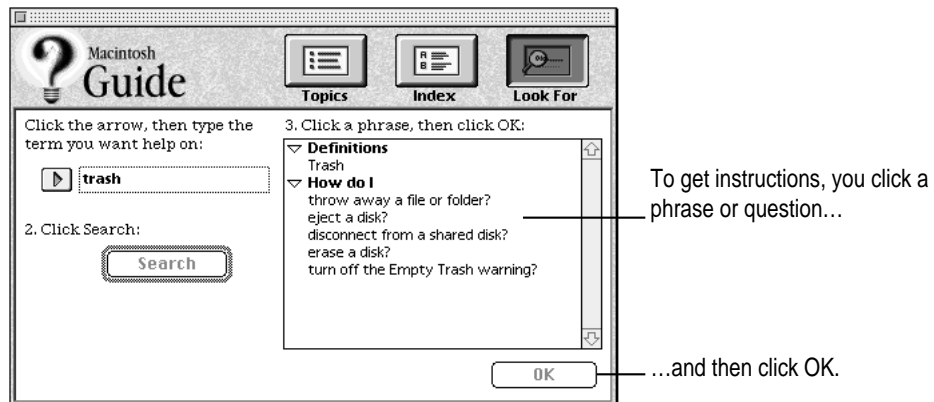 Macintosh
Guide
Topics
Index
Look For
Click the arrow, then type the
term you want help on:
trash
2. Click Search:
Search
3. Click a phrase, then click OK:
Definitions
Trash
How do I
throw away a file or folder?
eject a disk?
disconnect from a shared disk?
erase a disk?
turn off the Empty Trash warning?
OK
To get instructions, you click a
phrase or question…
…and then click OK.